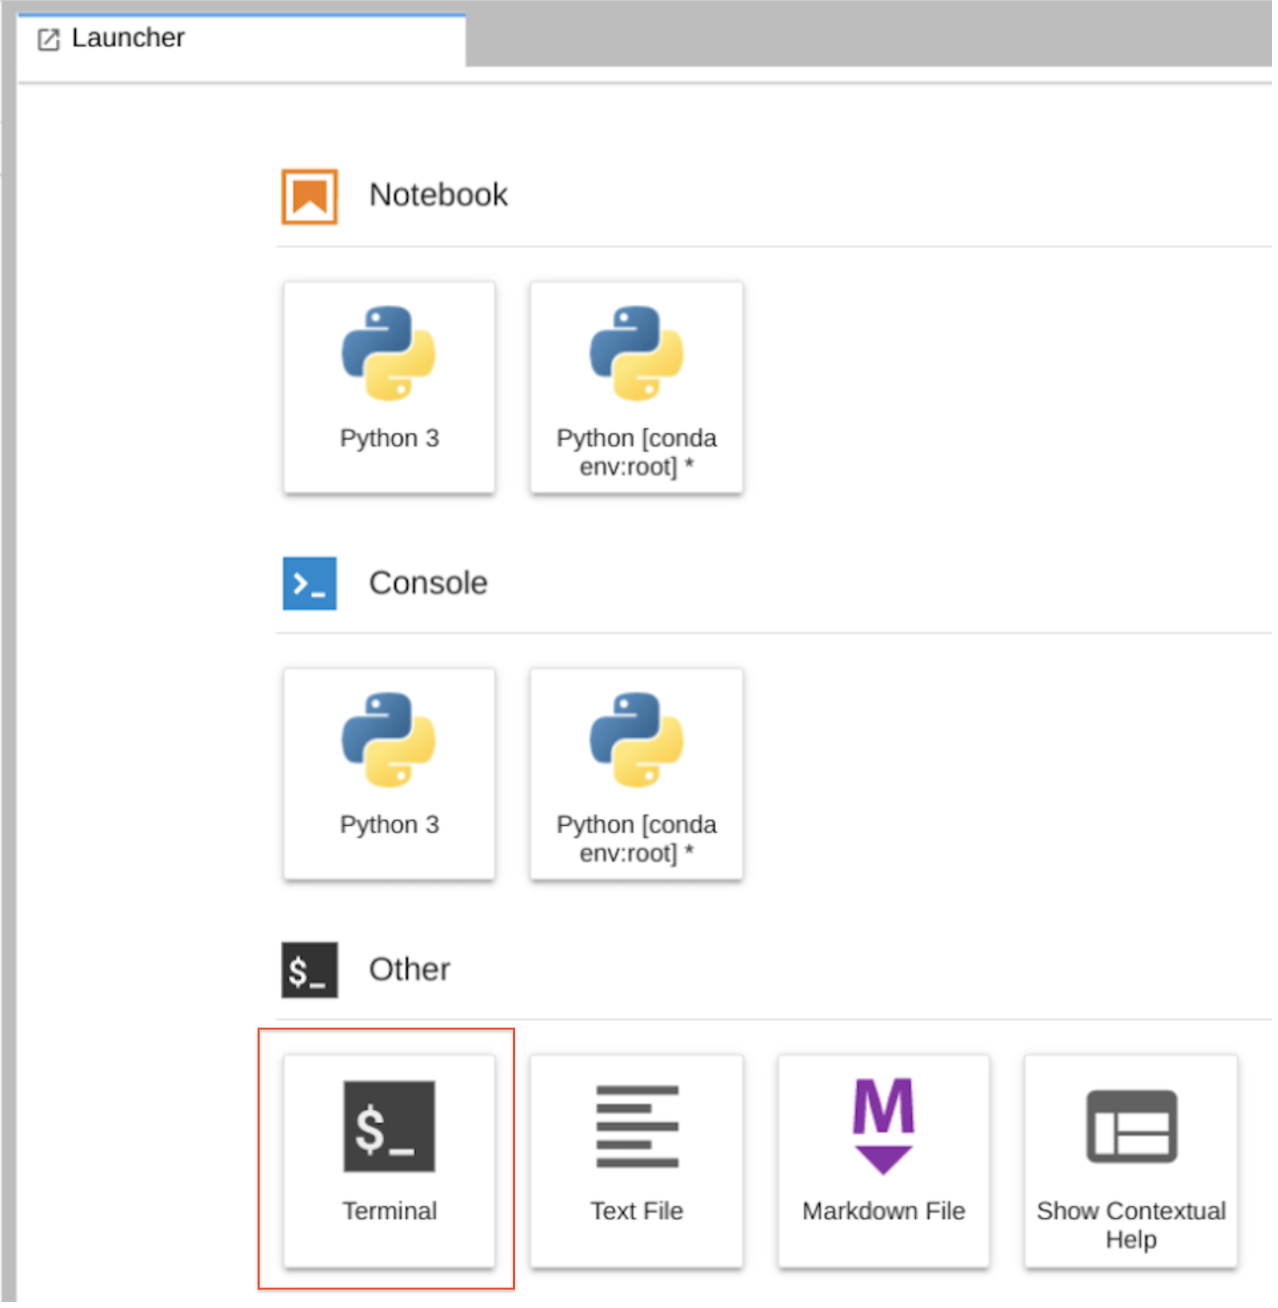 Launcher
Notebook
Python 3
Python [conda
env:root] *
Console
Python 3
Python [conda
env:root] *
$_ Other
$_
Terminal
Text File
M
Markdown File
Show Contextual
Help